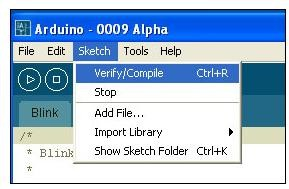 Arduino - 0009 Alpha
File Edit Sketch Tools Help
Verify/Compile Ctrl+R
Stop
Add File...
Import Library
Show Sketch Folder Ctrl+K
Blink
/*
* Blin
*